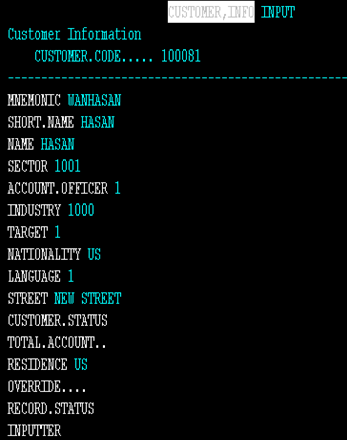 CUSTOMER,INFO INPUT
Customer Information
CUSTOMER.CODE..... 100081
--------------------------------------------------
MNEMONIC WANHASAN
SHORT.NAME HASAN
NAME HASAN
SECTOR 1001
ACCOUNT.OFFICER 1
INDUSTRY 1000
TARGET 1
NATIONALITY US
LANGUAGE 1
STREET NEW STREET
CUSTOMER.STATUS
TOTAL.ACCOUNT..
RESIDENCE US
OVERRIDE....
RECORD.STATUS
INPUTTER